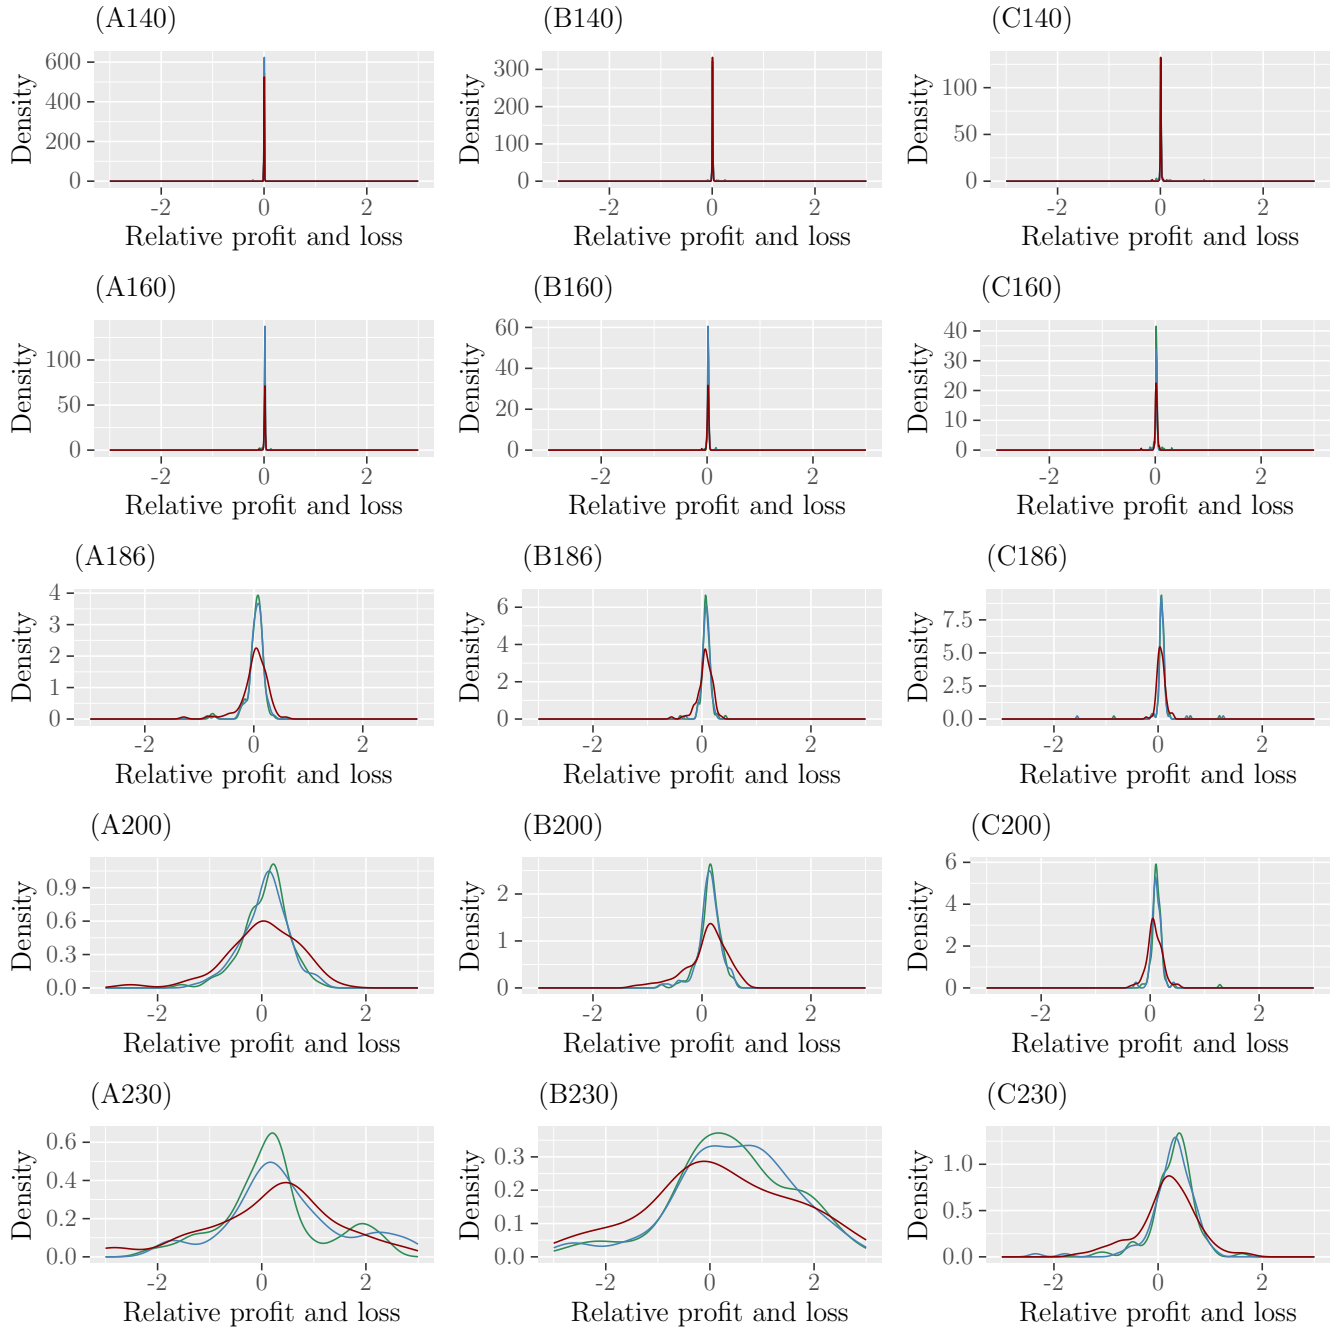 (A140) (B140) (C140)
Density 600 400 200 0 Density 300 200 100 0 Density 100 50 0
-2 0 2 -2 0 2 -2 0 2
Relative profit and loss Relative profit and loss Relative profit and loss
(A160) (B160) (C160)
Density 100 50 0 Density 60 40 20 0 Density 40 30 20 10 0
-2 0 2 -2 0 2 -2 0 2
Relative profit and loss Relative profit and loss Relative profit and loss
(A186) (B186) (C186)
Density 4 3 2 1 0 Density 6 4 2 0 Density 7.5 5.0 2.5 0.0
-2 0 2 -2 0 2 -2 0 2
Relative profit and loss Relative profit and loss Relative profit and loss
(A200) (B200) (C200)
Density 0.9 0.6 0.3 0.0 Density 2 1 0 Density 6 4 2 0
-2 0 2 -2 0 2 -2 0 2
Relative profit and loss Relative profit and loss Relative profit and loss
(A230) (B230) (C230)
Density 0.6 0.4 0.2 0.0 Density 0.3 0.2 0.1 0.0 Density 1.0 0.5 0.0
-2 0 2 -2 0 2 -2 0 2
Relative profit and loss Relative profit and loss Relative profit and loss